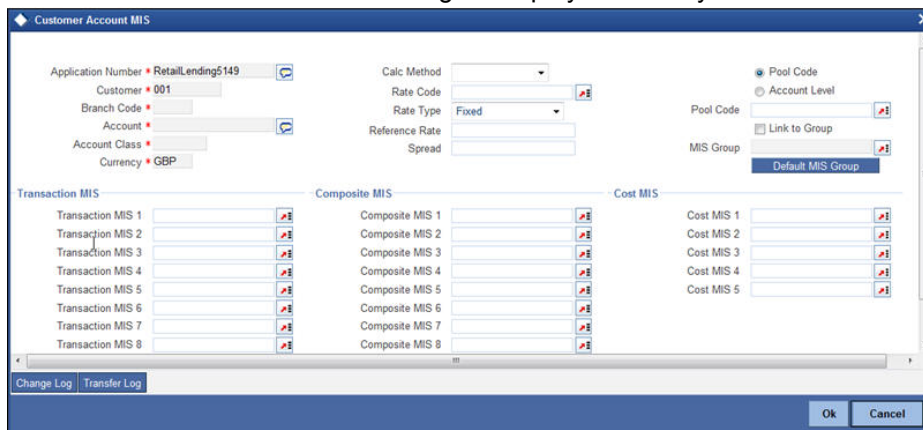 Customer Account MIS
Application Number * RetailLending5149
Customer * 001
Branch Code *
Account *
Account Class *
Currency * GBP
Calc Method
Rate Code
Rate Type Fixed
Reference Rate
Spread
Pool Code
Account Level
Pool Code
Link to Group
MIS Group
Default MIS Group
Transaction MIS
Transaction MIS 1
Transaction MIS 2
Transaction MIS 3
Transaction MIS 4
Transaction MIS 5
Transaction MIS 6
Transaction MIS 7
Transaction MIS 8
Composite MIS
Composite MIS 1
Composite MIS 2
Composite MIS 3
Composite MIS 4
Composite MIS 5
Composite MIS 6
Composite MIS 7
Composite MIS 8
Cost MIS
Cost MIS 1
Cost MIS 2
Cost MIS 3
Cost MIS 4
Cost MIS 5
Change Log Transfer Log
Ok Cancel